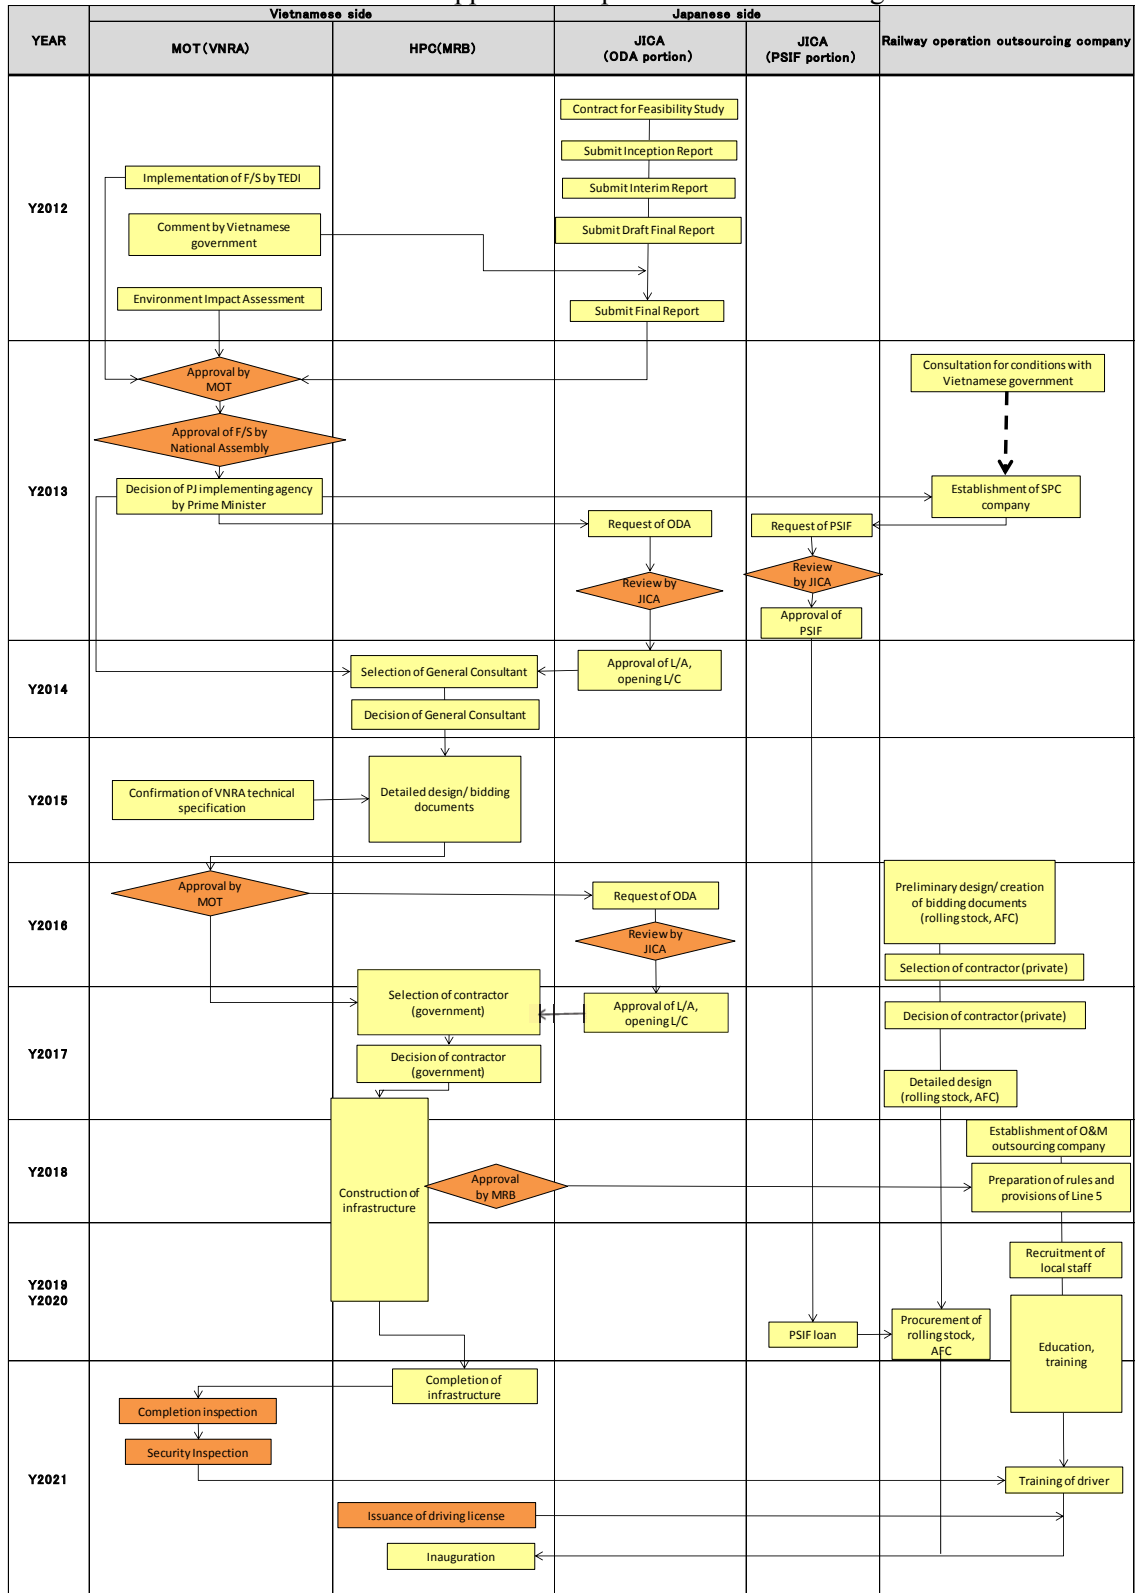 Vietnamese side
Japanese side
YEAR
MOT(VNRA)
HPC(MRB)
JICA
(ODA portion)
JICA
(PSIF portion)
Railway operation outsourcing company
Y2012
Contract for Feasibility Study
Submit Inception Report
Implementation of F/S by TEDI
Submit Interim Report
Comment by Vietnamese
government
Submit Draft Final Report
Environment Impact Assessment
Submit Final Report
Y2013
Approval by
MOT
Consultation for conditions with
Vietnamese government
Approval of F/S by
National Assembly
Decision of PJ implementing agency
by Prime Minister
Establishment of SPC
company
Request of ODA
Request of PSIF
Review by
JICA
Review
by JICA
Approval of
PSIF
Y2014
Selection of General Consultant
Approval of L/A,
opening L/C
Decision of General Consultant
Y2015
Confirmation of VNRA technical
specification
Detailed design/ bidding
documents
Y2016
Approval by
MOT
Request of ODA
Preliminary design/ creation
of bidding documents
(rolling stock, AFC)
Review by
JICA
Selection of contractor (private)
Y2017
Selection of contractor
(government)
Approval of L/A,
opening L/C
Decision of contractor (private)
Decision of contractor
(government)
Detailed design
(rolling stock, AFC)
Y2018
Establishment of O&M
outsourcing company
Construction of
infrastructure
Approval
by MRB
Preparation of rules and
provisions of Line 5
Y2019
Y2020
Recruitment of
local staff
PSIF loan
Procurement of
rolling stock,
AFC
Education,
training
Y2021
Completion of
infrastructure
Completion inspection
Security Inspection
Training of driver
Issuance of driving license
Inauguration